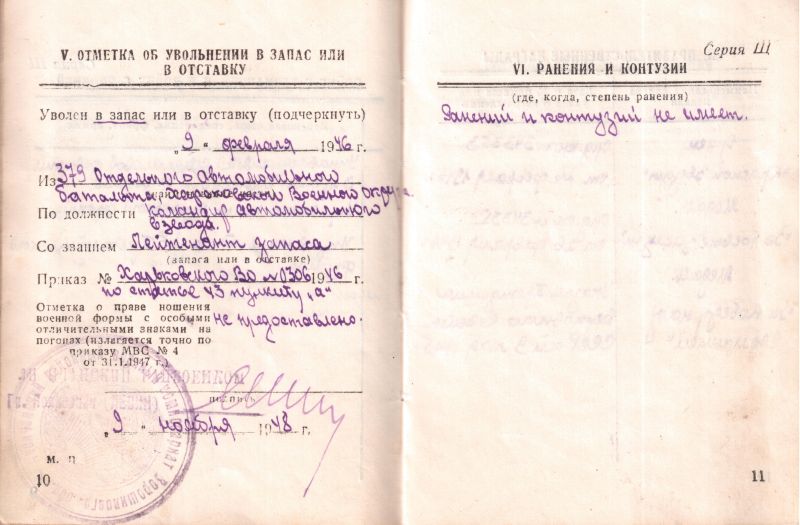 V. ОТМЕТКА ОБ УВОЛЬНЕНИИ В ЗАПАС ИЛИ
В ОТСТАВКУ
Уволен в запас или в отставку (подчеркнуть)
„9“ февраля 1946 г.
Из 379 Отдельного автомобильного
батальона Харьковского Военного округа.
По должности Командир автомобильного
взвода.
Со званием Лейтенант запаса
(запаса или в отставке)
Приказ № Харьковского Во №0306 1946 г.
по статье 43 пункту „а“
Отметка о праве ношения
военной формы с особыми
отличительными знаками на
погонах (излагается точно по
приказу МВС № 4
от 31.1.1947 г.) не предоставлено.
подпись
„9“ ноября 1948 г.
м. п
10
Серия Щ
VI. РАНЕНИЯ И КОНТУЗИИ
(где, когда, степень ранения)
Ранений и контузий не имеет.
11